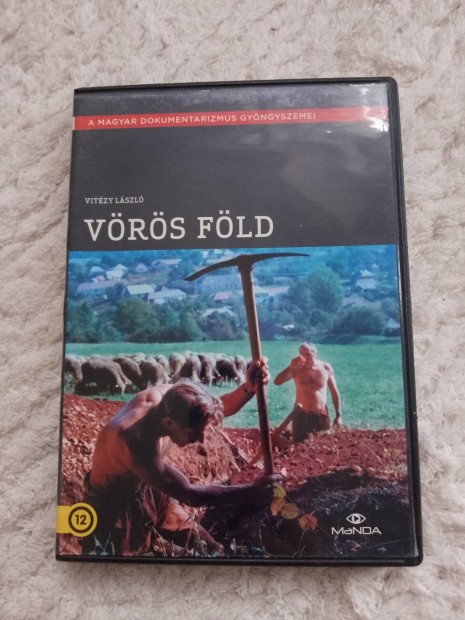 A MAGYAR DOKUMENTARIZMUS GYÖNGYSZEMEI
VITÉZY LÁSZLÓ
VÖRÖS FÖLD
12
MaNDA